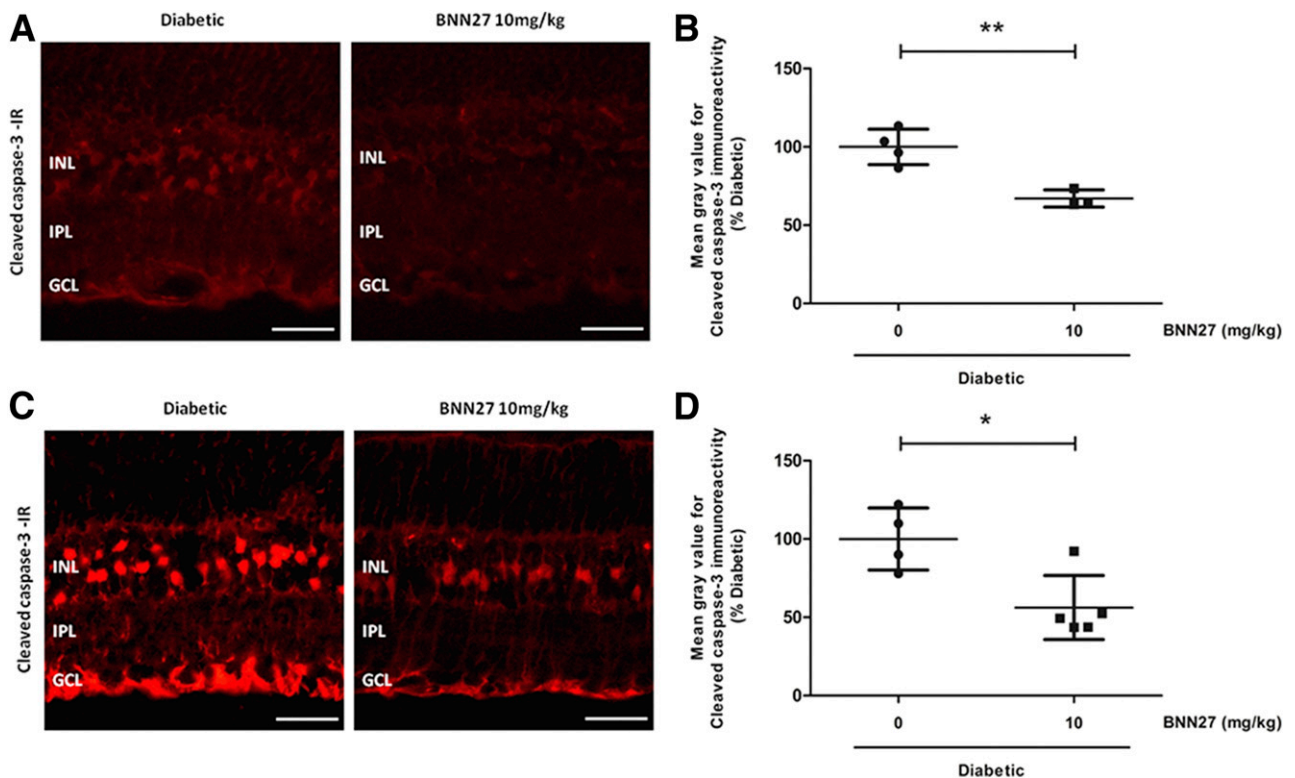 A
Diabetic
BNN27 10mg/kg
Cleaved caspase-3 -IR
INL
IPL
GCL
INL
IPL
GCL
B
**
Mean gray value for
Cleaved caspase-3 immunoreactivity
(% Diabetic)
150
100
50
0
0
10
BNN27 (mg/kg)
Diabetic
C
Diabetic
BNN27 10mg/kg
Cleaved caspase-3 -IR
INL
IPL
GCL
INL
IPL
GCL
D
*
Mean gray value for
Cleaved caspase-3 immunoreactivity
(% Diabetic)
150
100
50
0
0
10
BNN27 (mg/kg)
Diabetic